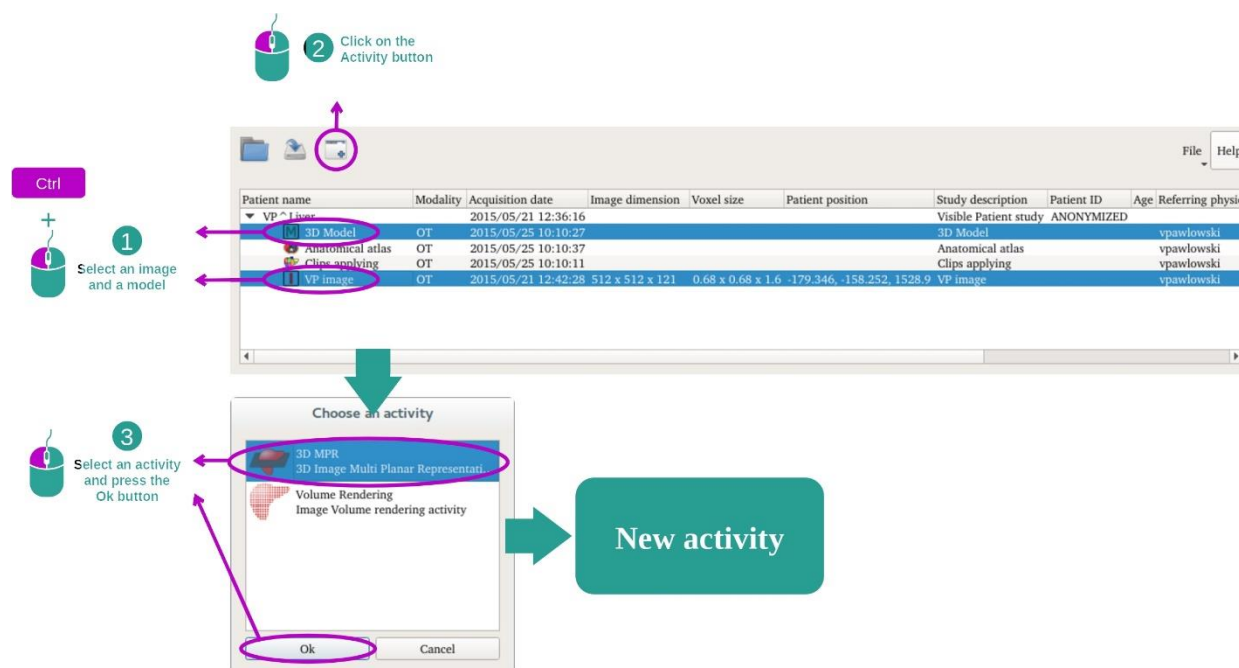 2
Click on the
Activity button
File
Help
Ctrl
+
1
Select an image
and a model
Patient name Modality Acquisition date Image dimension Voxel size Patient position Study description Patient ID Age Referring physic
VP^Liver 2015/05/21 12:36:16 Visible Patient study ANONYMIZED
M 3D Model OT 2015/05/25 10:10:27 3D Model vpawlowski
Anatomical atlas OT 2015/05/25 10:10:37 Anatomical atlas vpawlowski
Clips applying OT 2015/05/25 10:10:11 Clips applying vpawlowski
I VP image OT 2015/05/21 12:42:28 512 x 512 x 121 0.68 x 0.68 x 1.6 -179.346, -158.252, 1528.9 VP image vpawlowski
Choose an activity
3
Select an activity
and press the
Ok button
3D MPR
3D Image Multi Planar Representati...
Volume Rendering
Image Volume rendering activity
New activity
Ok
Cancel